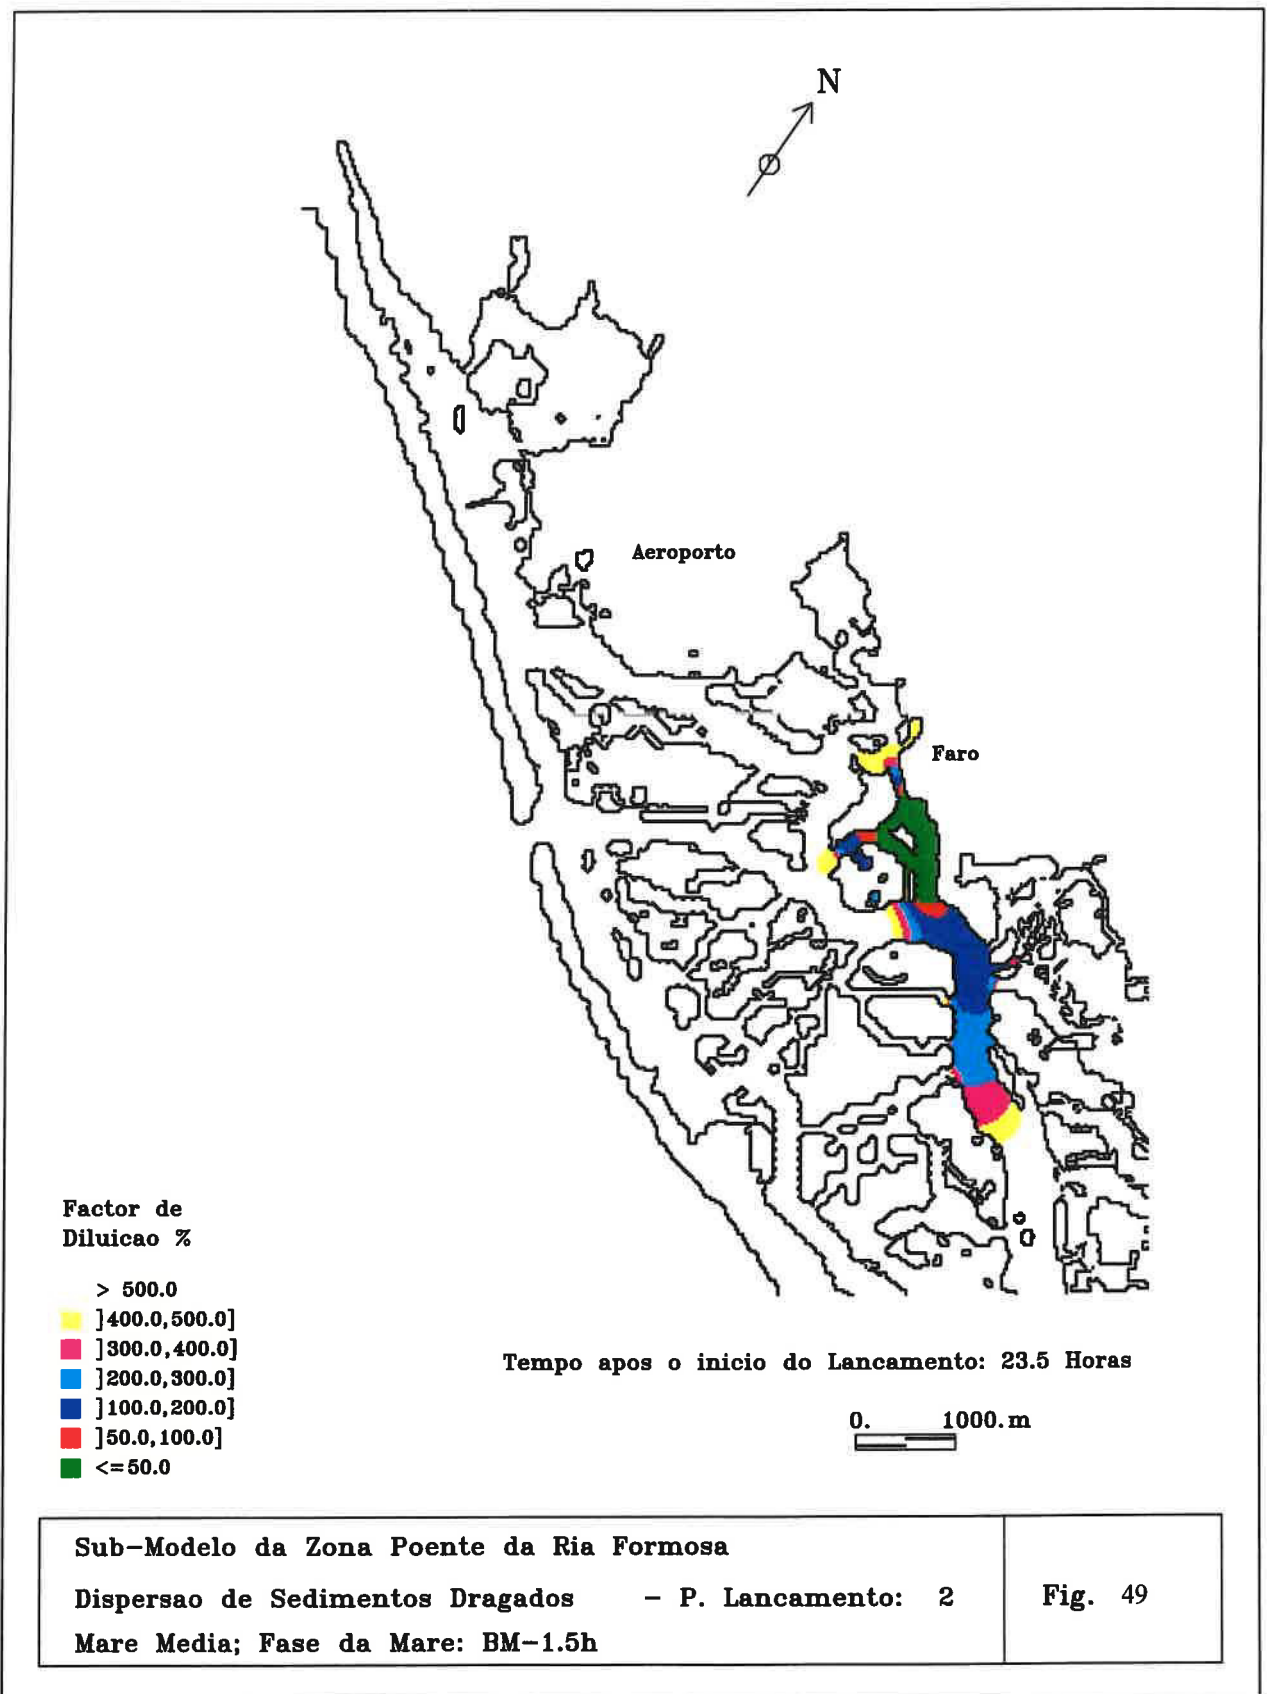 N
Aeroporto
Faro
Factor de
Diluicao %
> 500.0
]400.0,500.0]
]300.0,400.0]
]200.0,300.0]
]100.0,200.0]
]50.0,100.0]
<=50.0
Tempo apos o inicio do Lancamento: 23.5 Horas
0. 1000.m
Sub-Modelo da Zona Poente da Ria Formosa
Dispersao de Sedimentos Dragados - P. Lancamento: 2
Mare Media; Fase da Mare: BM-1.5h
Fig. 49